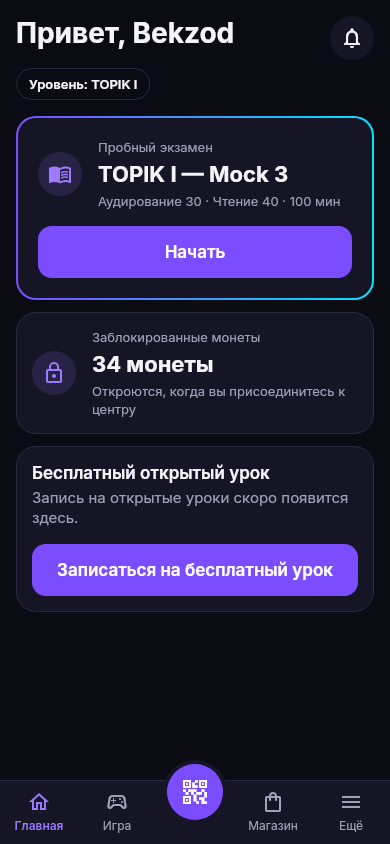 Привет, Bekzod
Уровень: TOPIK I
Пробный экзамен
TOPIK I — Mock 3
Аудирование 30 · Чтение 40 · 100 мин
Начать
Заблокированные монеты
34 монеты
Откроются, когда вы присоединитесь к
центру
Бесплатный открытый урок
Запись на открытые уроки скоро появится
здесь.
Записаться на бесплатный урок
Главная
Игра
Магазин
Ещё